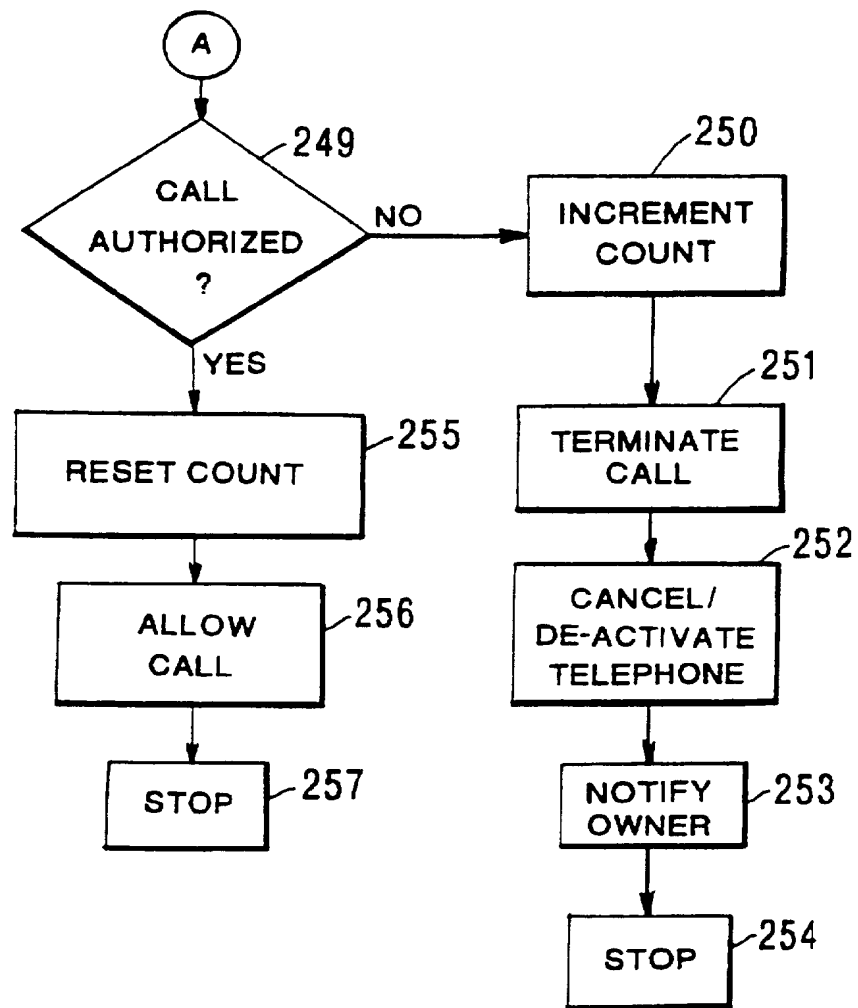 A
249
CALL
AUTHORIZED
?
NO
YES
250
INCREMENT
COUNT
251
TERMINATE
CALL
252
CANCEL/
DE-ACTIVATE
TELEPHONE
253
NOTIFY
OWNER
254
STOP
255
RESET COUNT
256
ALLOW
CALL
257
STOP